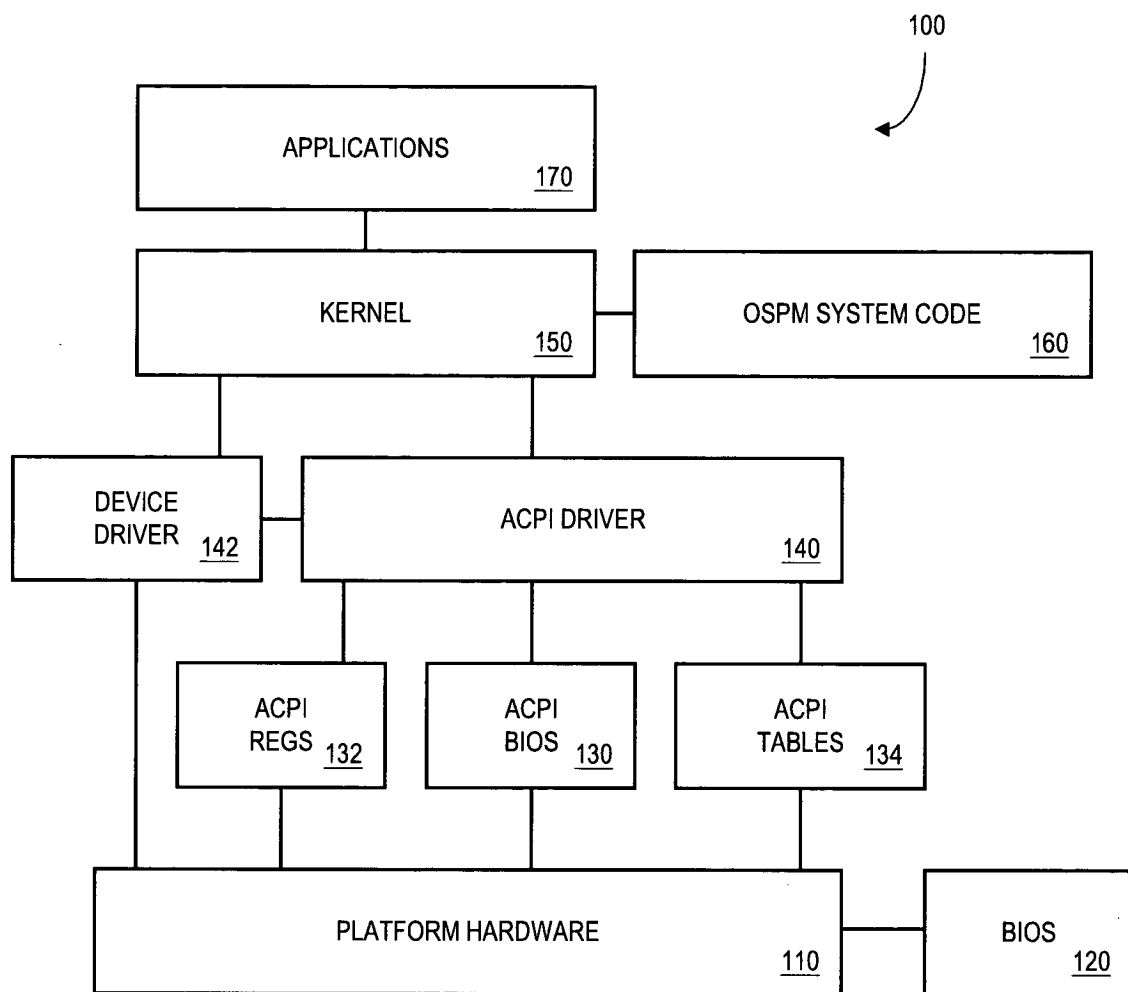 100
APPLICATIONS
170
KERNEL
150
OSPM SYSTEM CODE
160
DEVICE
DRIVER
142
ACPI DRIVER
140
ACPI
REGS
132
ACPI
BIOS
130
ACPI
TABLES
134
PLATFORM HARDWARE
110
BIOS
120